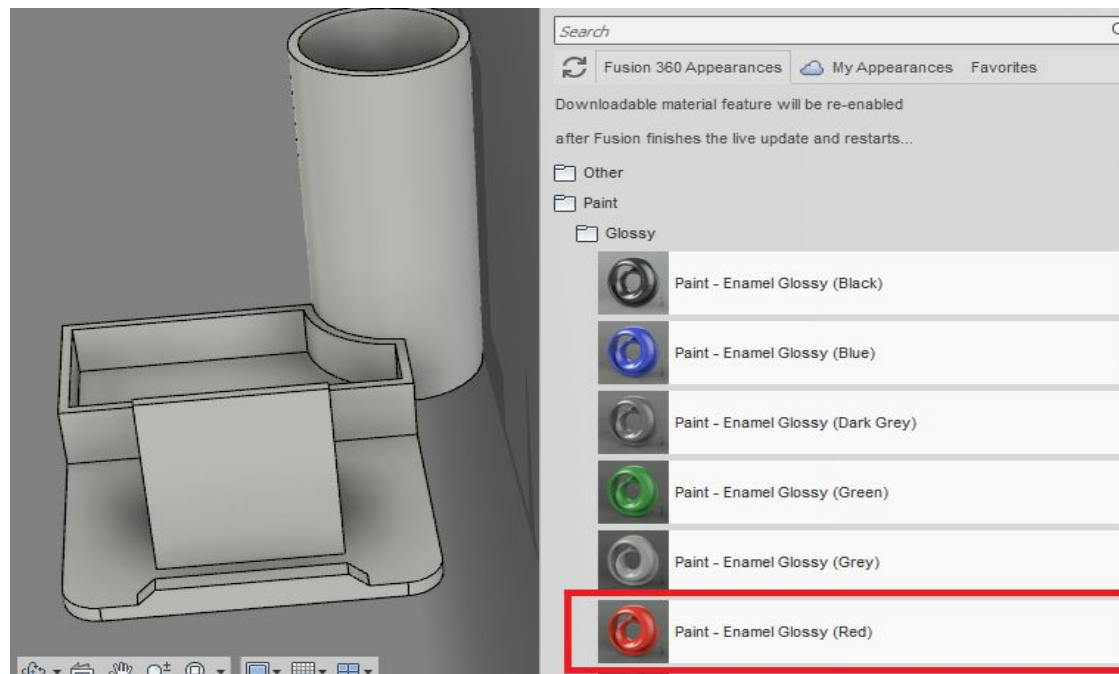 Search
Fusion 360 Appearances My Appearances Favorites
Downloadable material feature will be re-enabled
after Fusion finishes the live update and restarts...
Other
Paint
Glossy
Paint - Enamel Glossy (Black)
Paint - Enamel Glossy (Blue)
Paint - Enamel Glossy (Dark Grey)
Paint - Enamel Glossy (Green)
Paint - Enamel Glossy (Grey)
Paint - Enamel Glossy (Red)